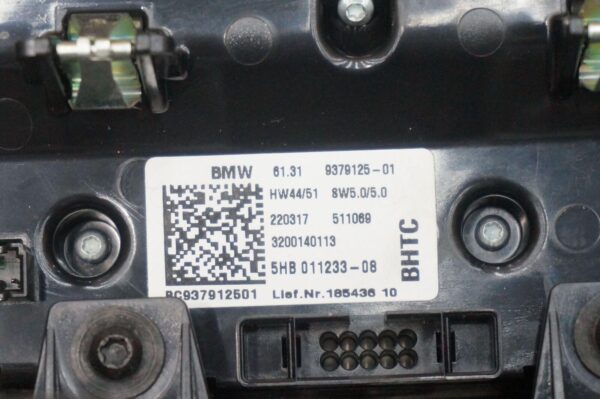 BMW 61.31 9379125-01
HW44/51 SW5.0/5.0
220317 511069
3200140113
5HB 011233-08
BC937912501 Lief.Nr.185436 10
BHTC